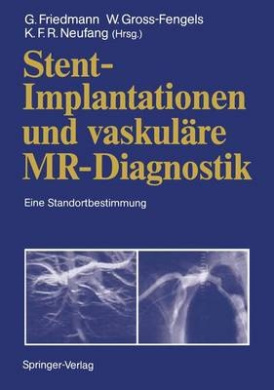 G. Friedmann W. Gross-Fengels
K. F. R. Neufang (Hrsg.)
Stent-
Implantationen
und vaskuläre
MR-Diagnostik
Eine Standortbestimmung
Springer-Verlag